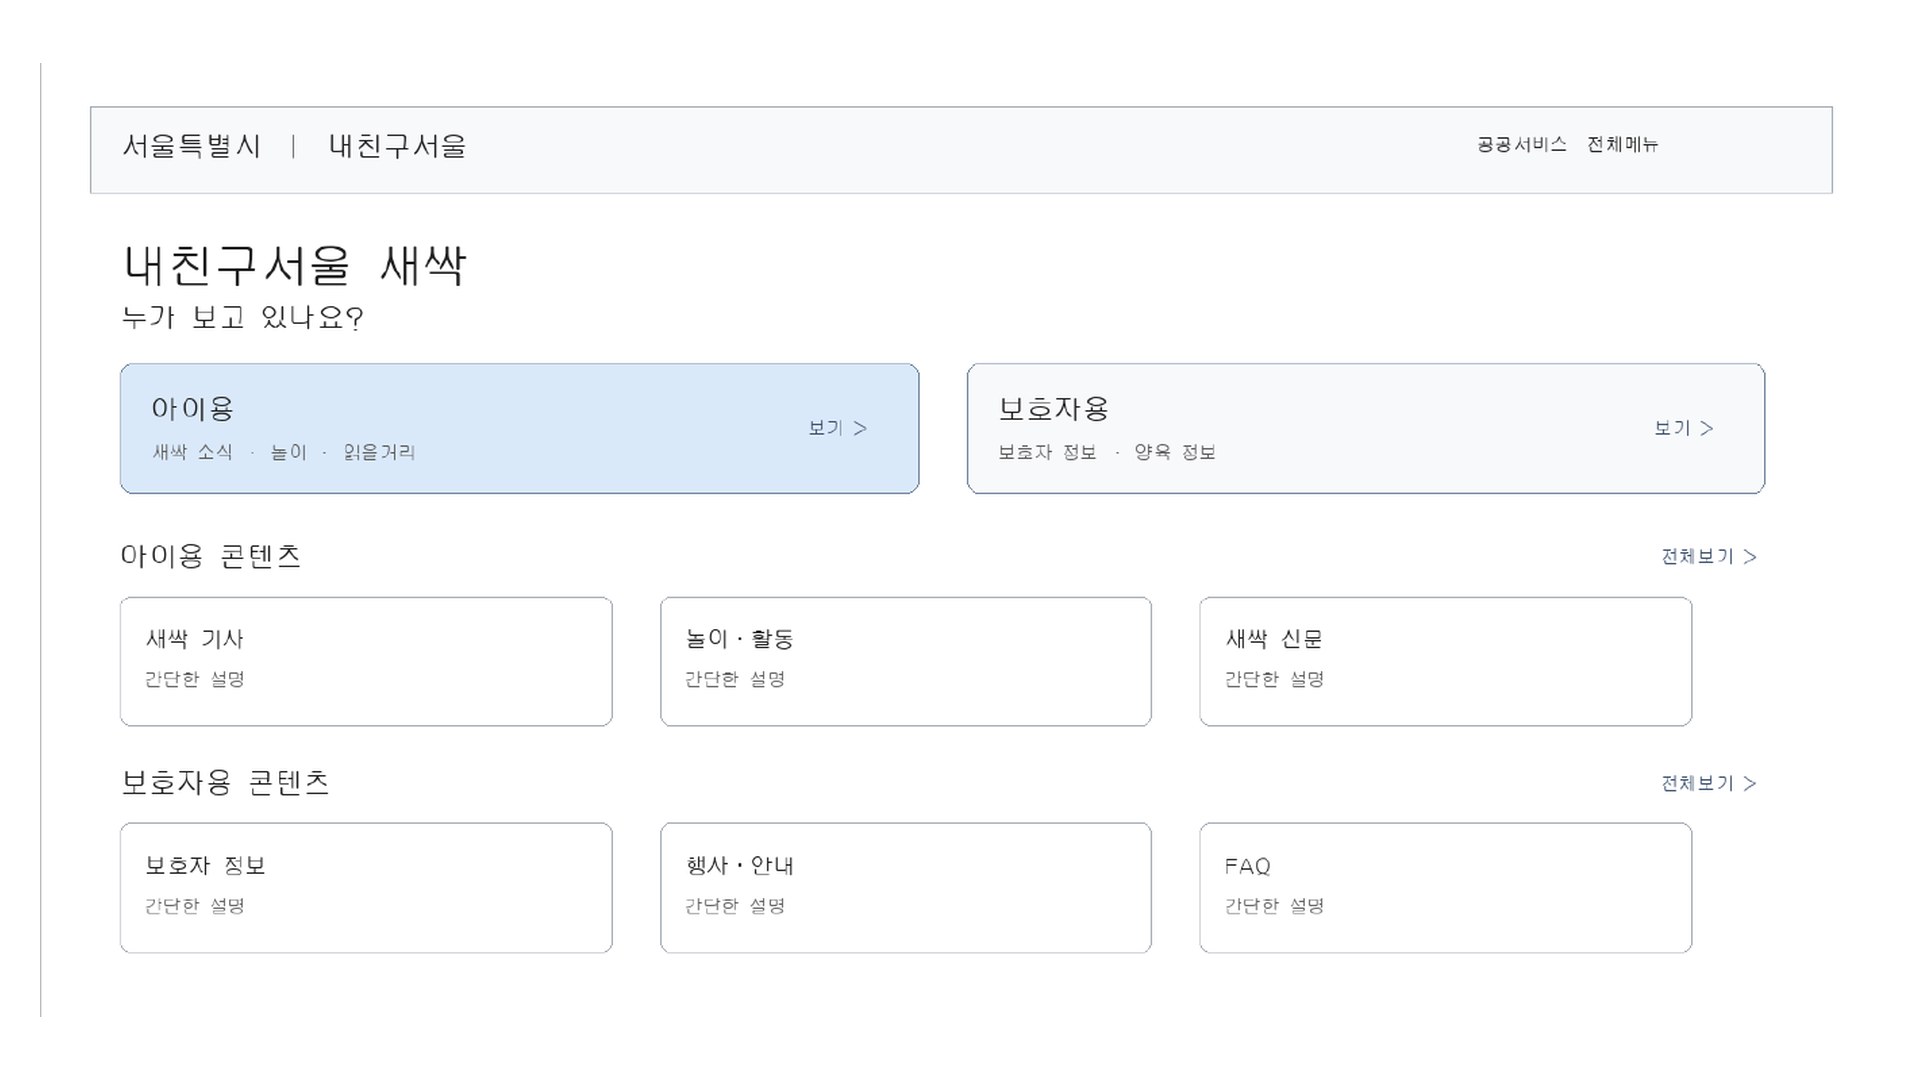 서울특별시 | 내친구서울
공공서비스 전체메뉴
내친구서울 새싹
누가 보고 있나요?
아이용
새싹 소식 · 놀이 · 읽을거리
보기 >
보호자용
보호자 정보 · 양육 정보
보기 >
아이용 콘텐츠
전체보기 >
새싹 기사
간단한 설명
놀이 · 활동
간단한 설명
새싹 신문
간단한 설명
보호자용 콘텐츠
전체보기 >
보호자 정보
간단한 설명
행사 · 안내
간단한 설명
FAQ
간단한 설명